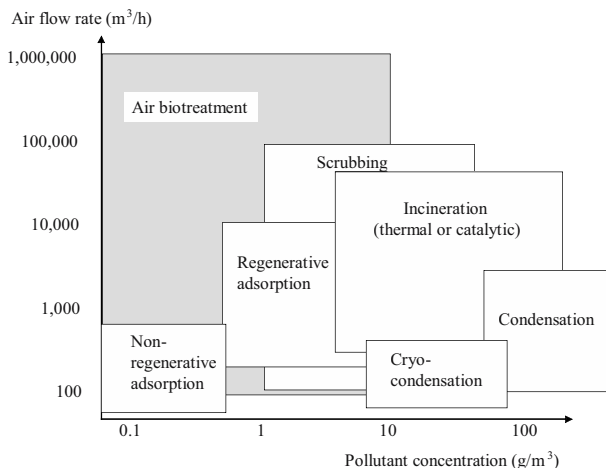 Air flow rate (m³/h)
1,000,000
Air biotreatment
100,000
Scrubbing
Incineration
(thermal or catalytic)
10,000
Regenerative
adsorption
1,000
Condensation
Non-
regenerative
adsorption
Cryo-
condensation
100
0.1
1
10
100
Pollutant concentration (g/m³)